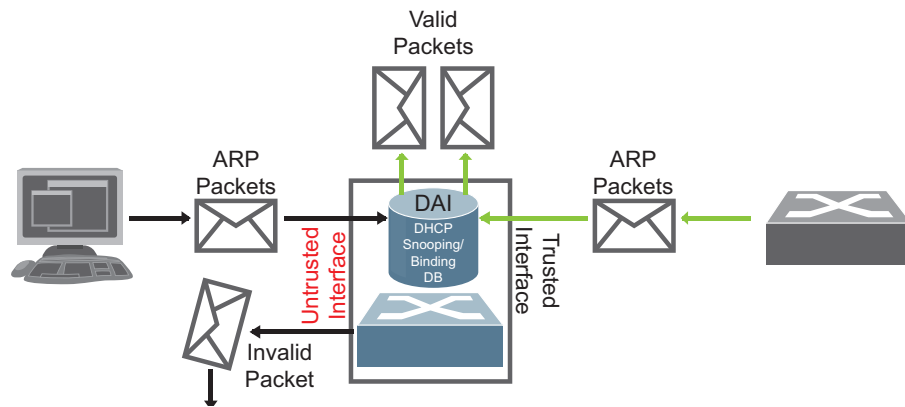 Valid
Packets
ARP
Packets
ARP
Packets
DAI
DHCP
Snooping/
Binding
DB
Untrusted
Interface
Trusted
Interface
Invalid
Packet